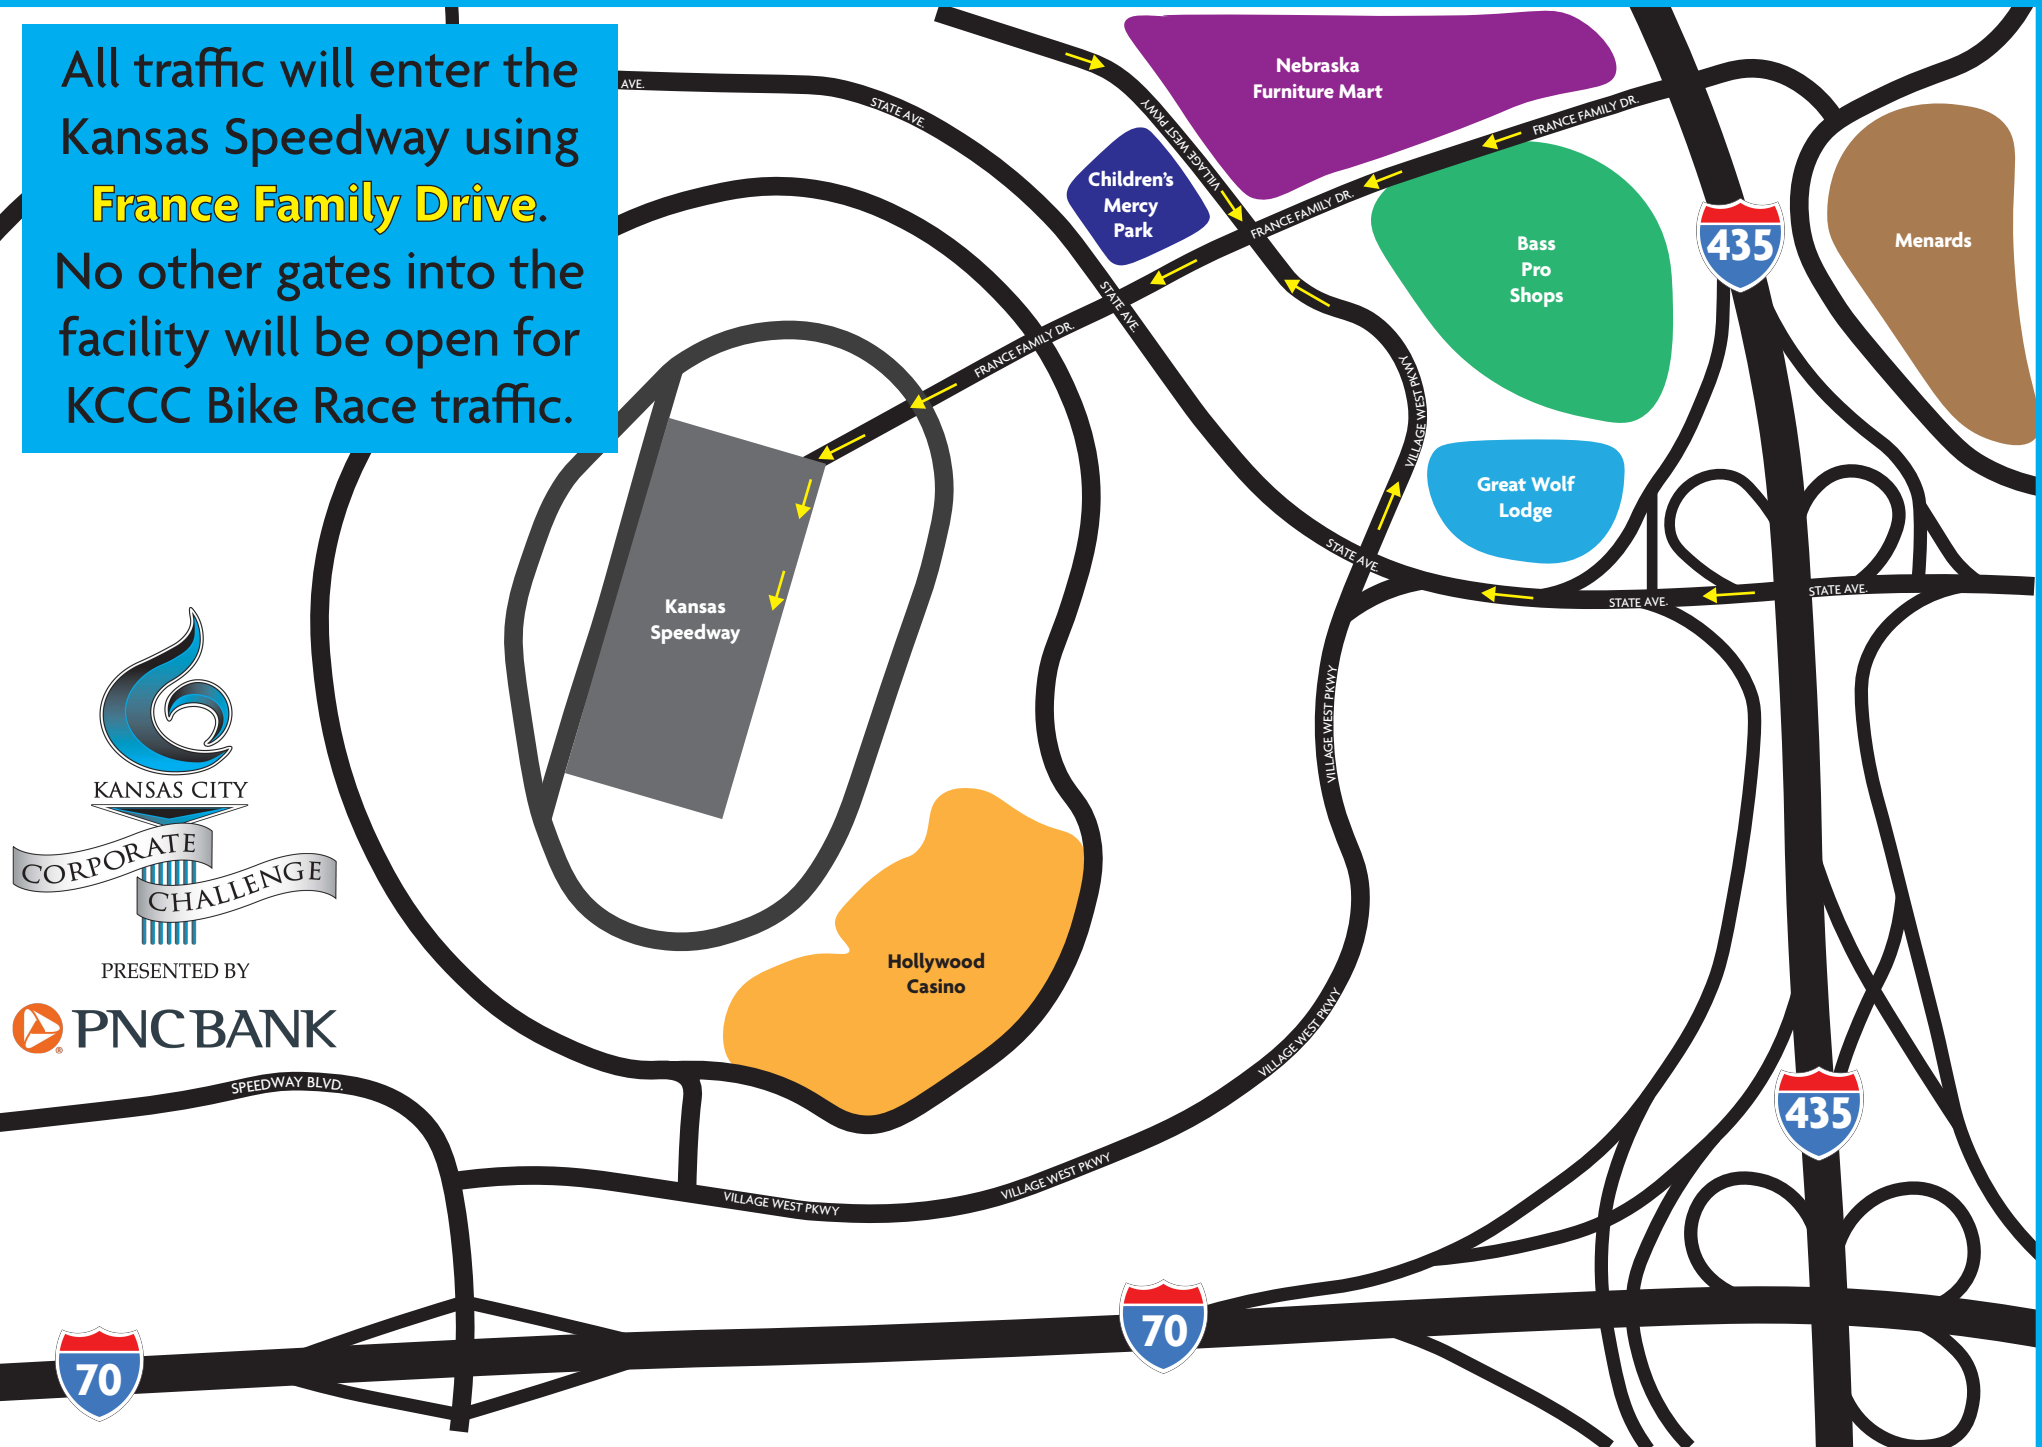 All traffic will enter the
Kansas Speedway using
France Family Drive.
No other gates into the
facility will be open for
KCCC Bike Race traffic.
AVE.
STATE AVE.
VILLAGE WEST PKWY
Nebraska
Furniture Mart
FRANCE FAMILY DR.
Children's
Mercy
Park
FRANCE FAMILY DR.
Bass
Pro
Shops
435
Menards
STATE AVE.
FRANCE FAMILY DR.
VILLAGE WEST PKWY
Great Wolf
Lodge
STATE AVE.
STATE AVE.
STATE AVE.
Kansas
Speedway
VILLAGE WEST PKWY
KANSAS CITY
CORPORATE
CHALLENGE
PRESENTED BY
PNC BANK
Hollywood
Casino
VILLAGE WEST PKWY
SPEEDWAY BLVD.
435
VILLAGE WEST PKWY
VILLAGE WEST PKWY
70
70